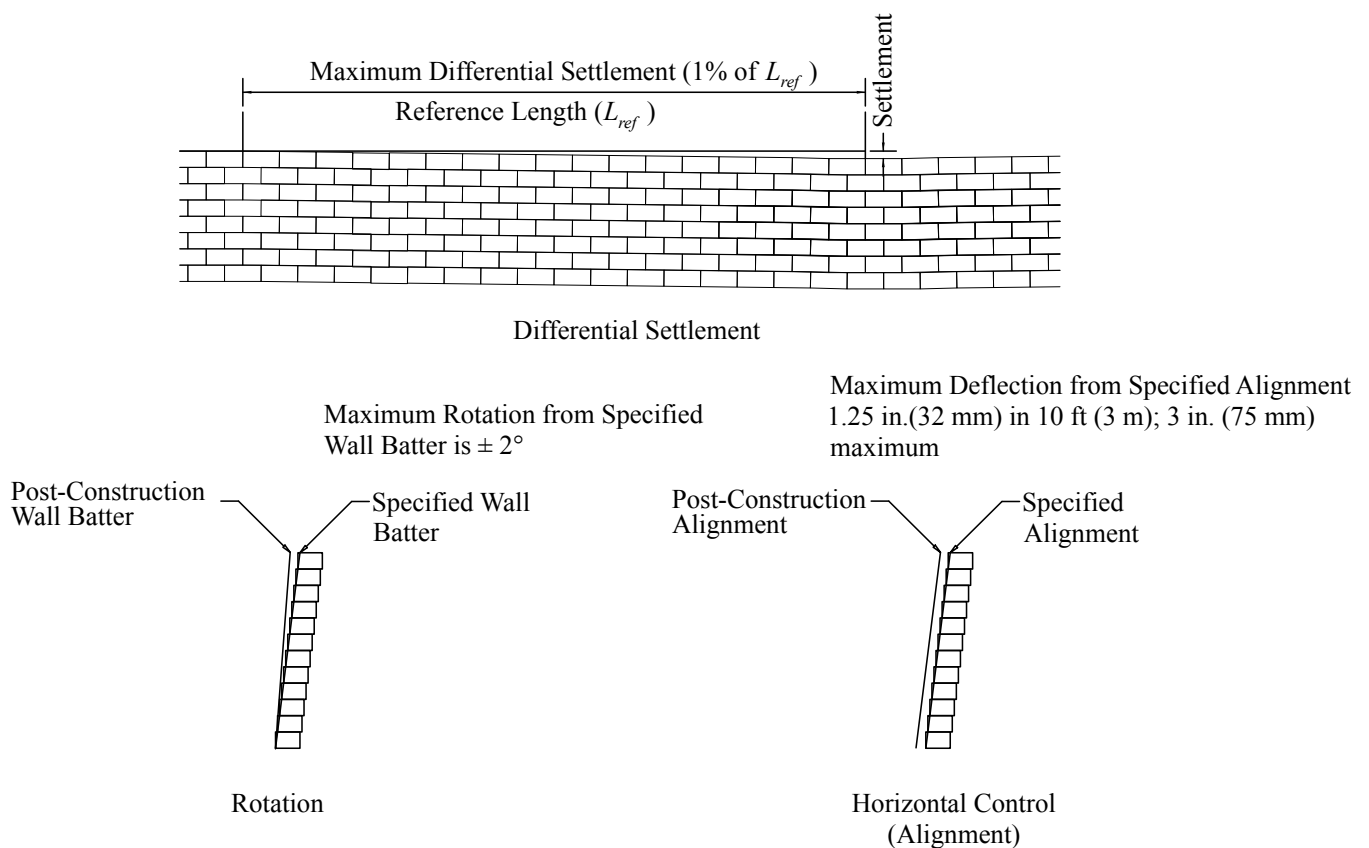 Maximum Differential Settlement (1% of Lref )
Reference Length (Lref )
Settlement
Differential Settlement
Maximum Rotation from Specified
Wall Batter is ± 2°
Maximum Deflection from Specified Alignment
1.25 in.(32 mm) in 10 ft (3 m); 3 in. (75 mm)
maximum
Post-Construction
Wall Batter
Specified Wall
Batter
Post-Construction
Alignment
Specified
Alignment
Rotation
Horizontal Control
(Alignment)